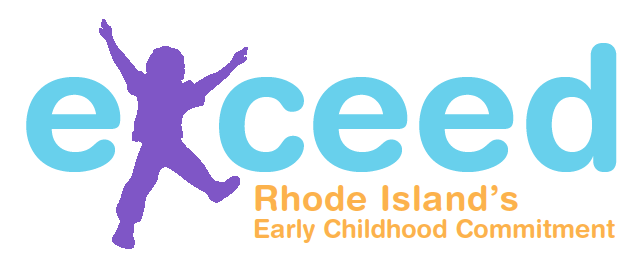 exceed
Rhode Island's
Early Childhood Commitment